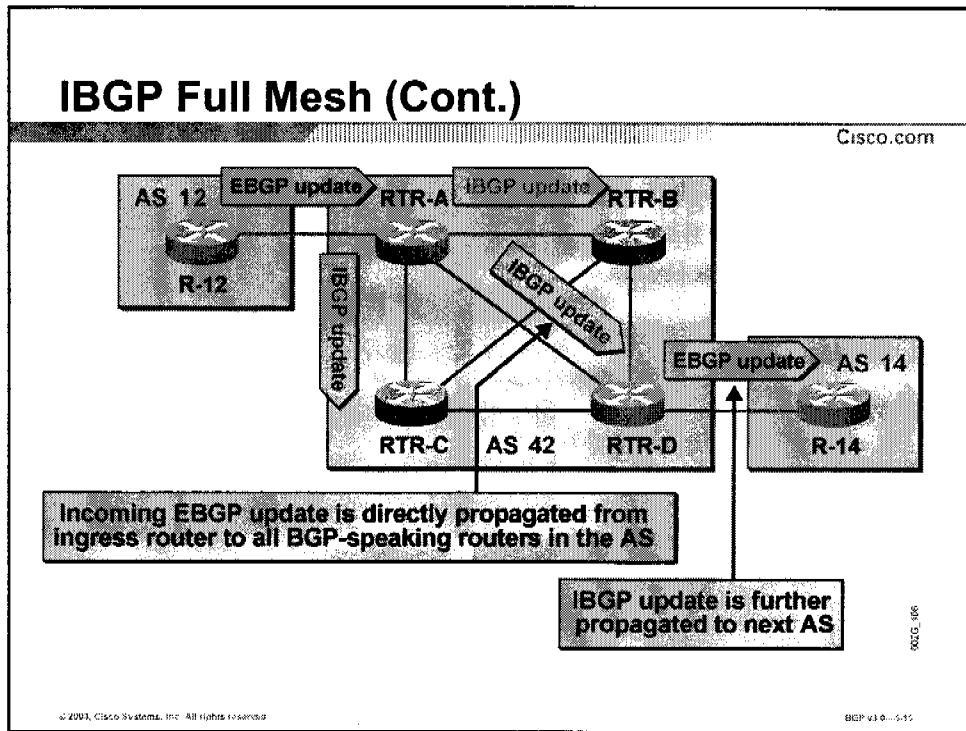 IBGP Full Mesh (Cont.)
Cisco.com
EBGP update
IBGP update
AS 12
RTR-A
RTR-B
R-12
IBGP update
IBGP update
EBGP update
AS 14
RTR-C
AS 42
RTR-D
R-14
Incoming EBGP update is directly propagated from
ingress router to all BGP-speaking routers in the AS
IBGP update is further
propagated to next AS
Cisco Systems, Inc. All rights reserved